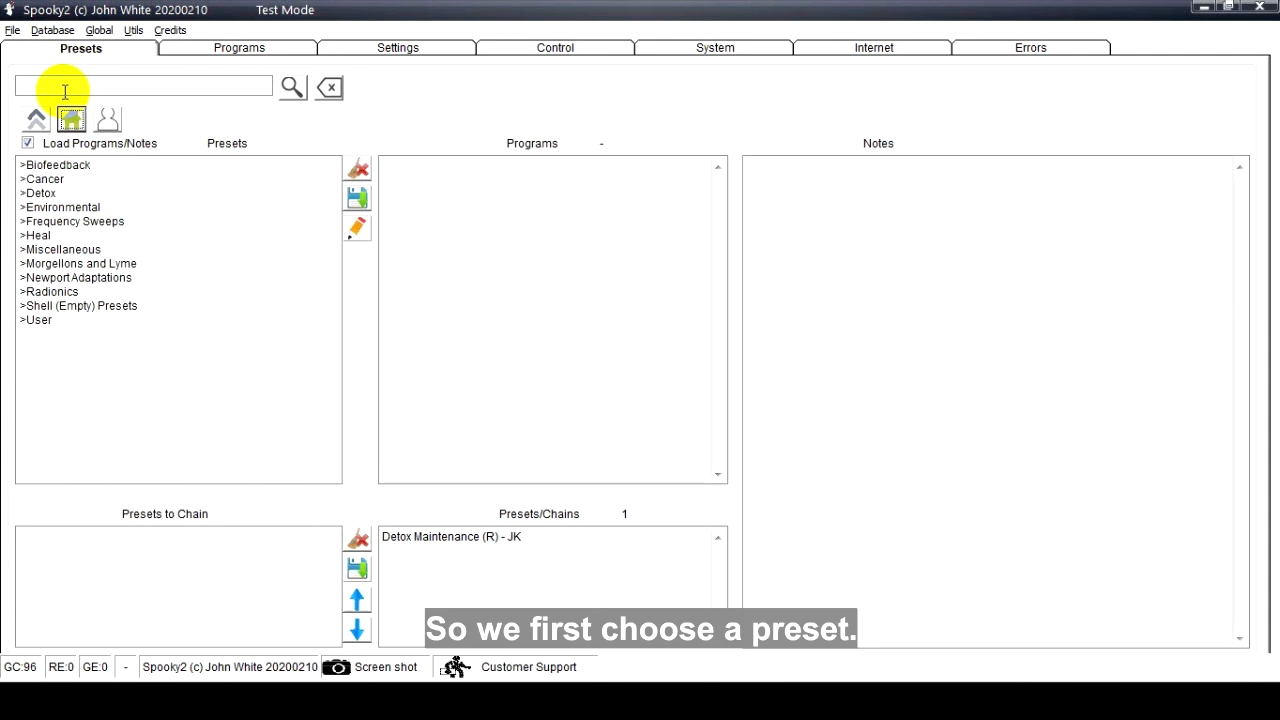 Spooky2 (c) John White 20200210 Test Mode
File Database Global Utils Credits
Presets Programs Settings Control System Internet Errors
Load Programs/Notes Presets Programs - Notes
>Biofeedback
>Cancer
>Detox
>Environmental
>Frequency Sweeps
>Heal
>Miscellaneous
>Morgellons and Lyme
>Newport Adaptations
>Radionics
>Shell (Empty) Presets
>User
Presets to Chain Presets/Chains 1
Detox Maintenance (R) - JK
So we first choose a preset.
GC:96 RE:0 GE:0 - Spooky2 (c) John White 20200210 Screen shot Customer Support